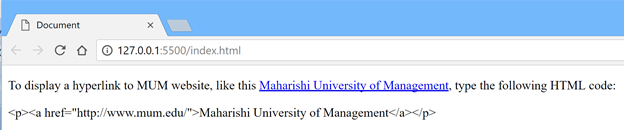 Document
127.0.0.1:5500/index.html
To display a hyperlink to MUM website, like this Maharishi University of Management, type the following HTML code:
<p><a href="http://www.mum.edu/">Maharishi University of Management</a></p>